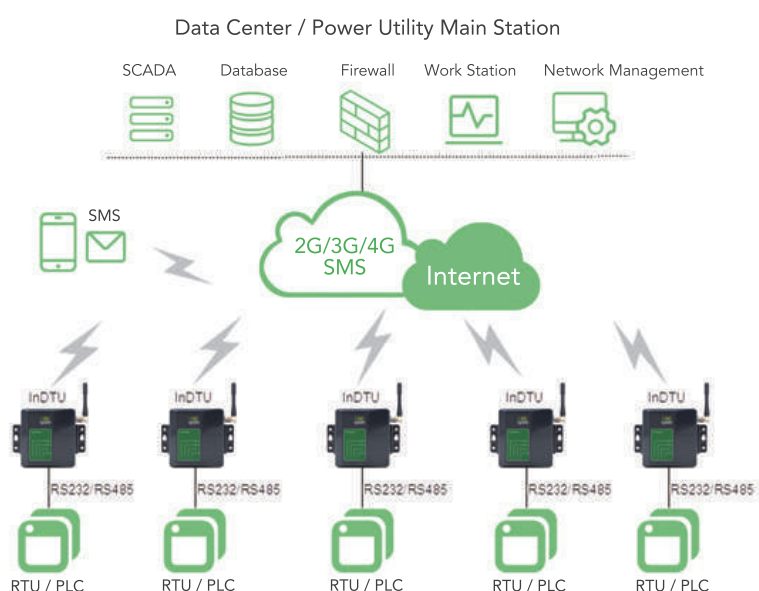 Data Center / Power Utility Main Station
SCADA Database Firewall Work Station Network Management
SMS
2G/3G/4G
SMS
Internet
InDTU InDTU InDTU InDTU InDTU
RS232/RS485 RS232/RS485 RS232/RS485 RS232/RS485 RS232/RS485
RTU / PLC RTU / PLC RTU / PLC RTU / PLC RTU / PLC